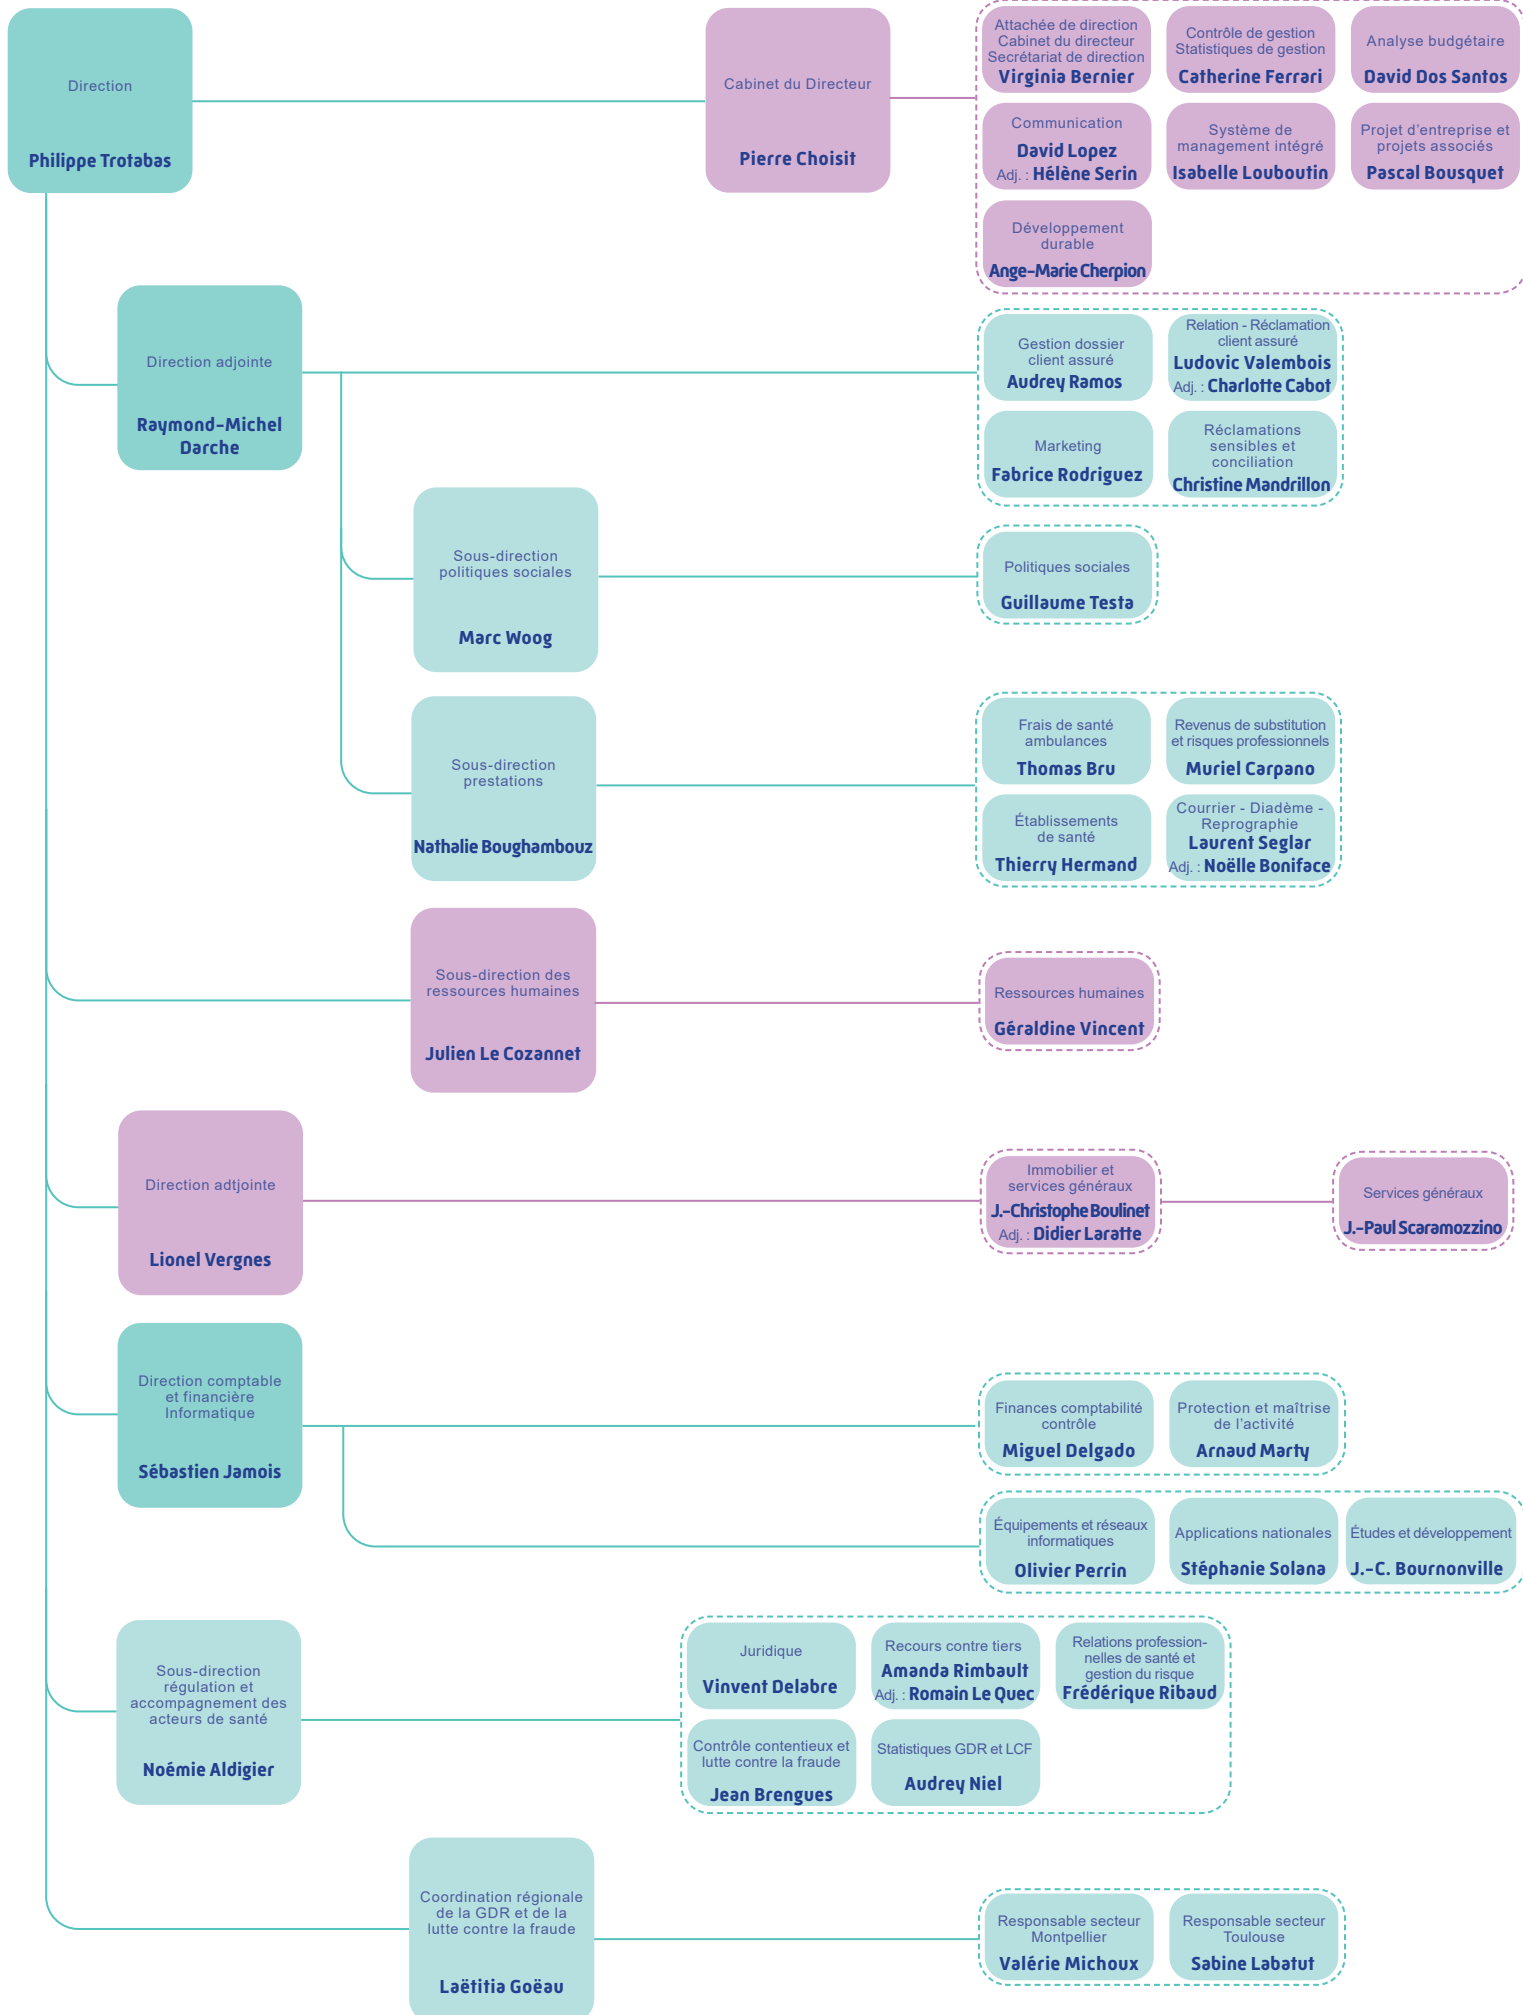 Direction
Philippe Trotabas
Cabinet du Directeur
Pierre Choisit
Attachée de direction
Cabinet du directeur
Secrétariat de direction
Virginia Bernier
Contrôle de gestion
Statistiques de gestion
Catherine Ferrari
Analyse budgétaire
David Dos Santos
Communication
David Lopez
Adj. : Hélène Serin
Système de
management intégré
Isabelle Louboutin
Projet d'entreprise et
projets associés
Pascal Bousquet
Développement
durable
Ange-Marie Cherpion
Direction adjointe
Raymond-Michel
Darche
Gestion dossier
client assuré
Audrey Ramos
Relation - Réclamation
client assuré
Ludovic Valembois
Adj. : Charlotte Cabot
Marketing
Fabrice Rodriguez
Réclamations
sensibles et
conciliation
Christine Mandrillon
Sous-direction
politiques sociales
Marc Woog
Politiques sociales
Guillaume Testa
Sous-direction
prestations
Nathalie Boughambouz
Frais de santé
ambulances
Thomas Bru
Revenus de substitution
et risques professionnels
Muriel Carpano
Établissements
de santé
Thierry Hermand
Courrier - Diadème -
Reprographie
Laurent Seglar
Adj. : Noëlle Boniface
Sous-direction des
ressources humaines
Julien Le Cozannet
Ressources humaines
Géraldine Vincent
Direction adtjointe
Lionel Vergnes
Immobilier et
services généraux
J.-Christophe Boulinet
Adj. : Didier Laratte
Services généraux
J.-Paul Scaramozzino
Direction comptable
et financière
Informatique
Sébastien Jamois
Finances comptabilité
contrôle
Miguel Delgado
Protection et maîtrise
de l'activité
Arnaud Marty
Équipements et réseaux
informatiques
Olivier Perrin
Applications nationales
Stéphanie Solana
Études et développement
J.-C. Bournonville
Sous-direction
régulation et
accompagnement des
acteurs de santé
Noémie Aldigier
Juridique
Vinvent Delabre
Recours contre tiers
Amanda Rimbault
Adj. : Romain Le Quec
Relations profession-
nelles de santé et
gestion du risque
Frédérique Ribaud
Contrôle contentieux et
lutte contre la fraude
Jean Brengues
Statistiques GDR et LCF
Audrey Niel
Coordination régionale
de la GDR et de la
lutte contre la fraude
Laëtitia Goëau
Responsable secteur
Montpellier
Valérie Michoux
Responsable secteur
Toulouse
Sabine Labatut